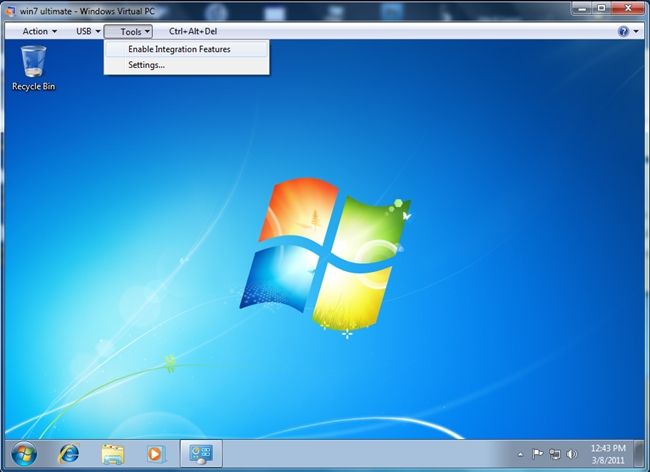 win7 ultimate - Windows Virtual PC
Action USB Tools Ctrl+Alt+Del
Enable Integration Features
Settings...
Recycle Bin
12:43 PM
3/8/2011